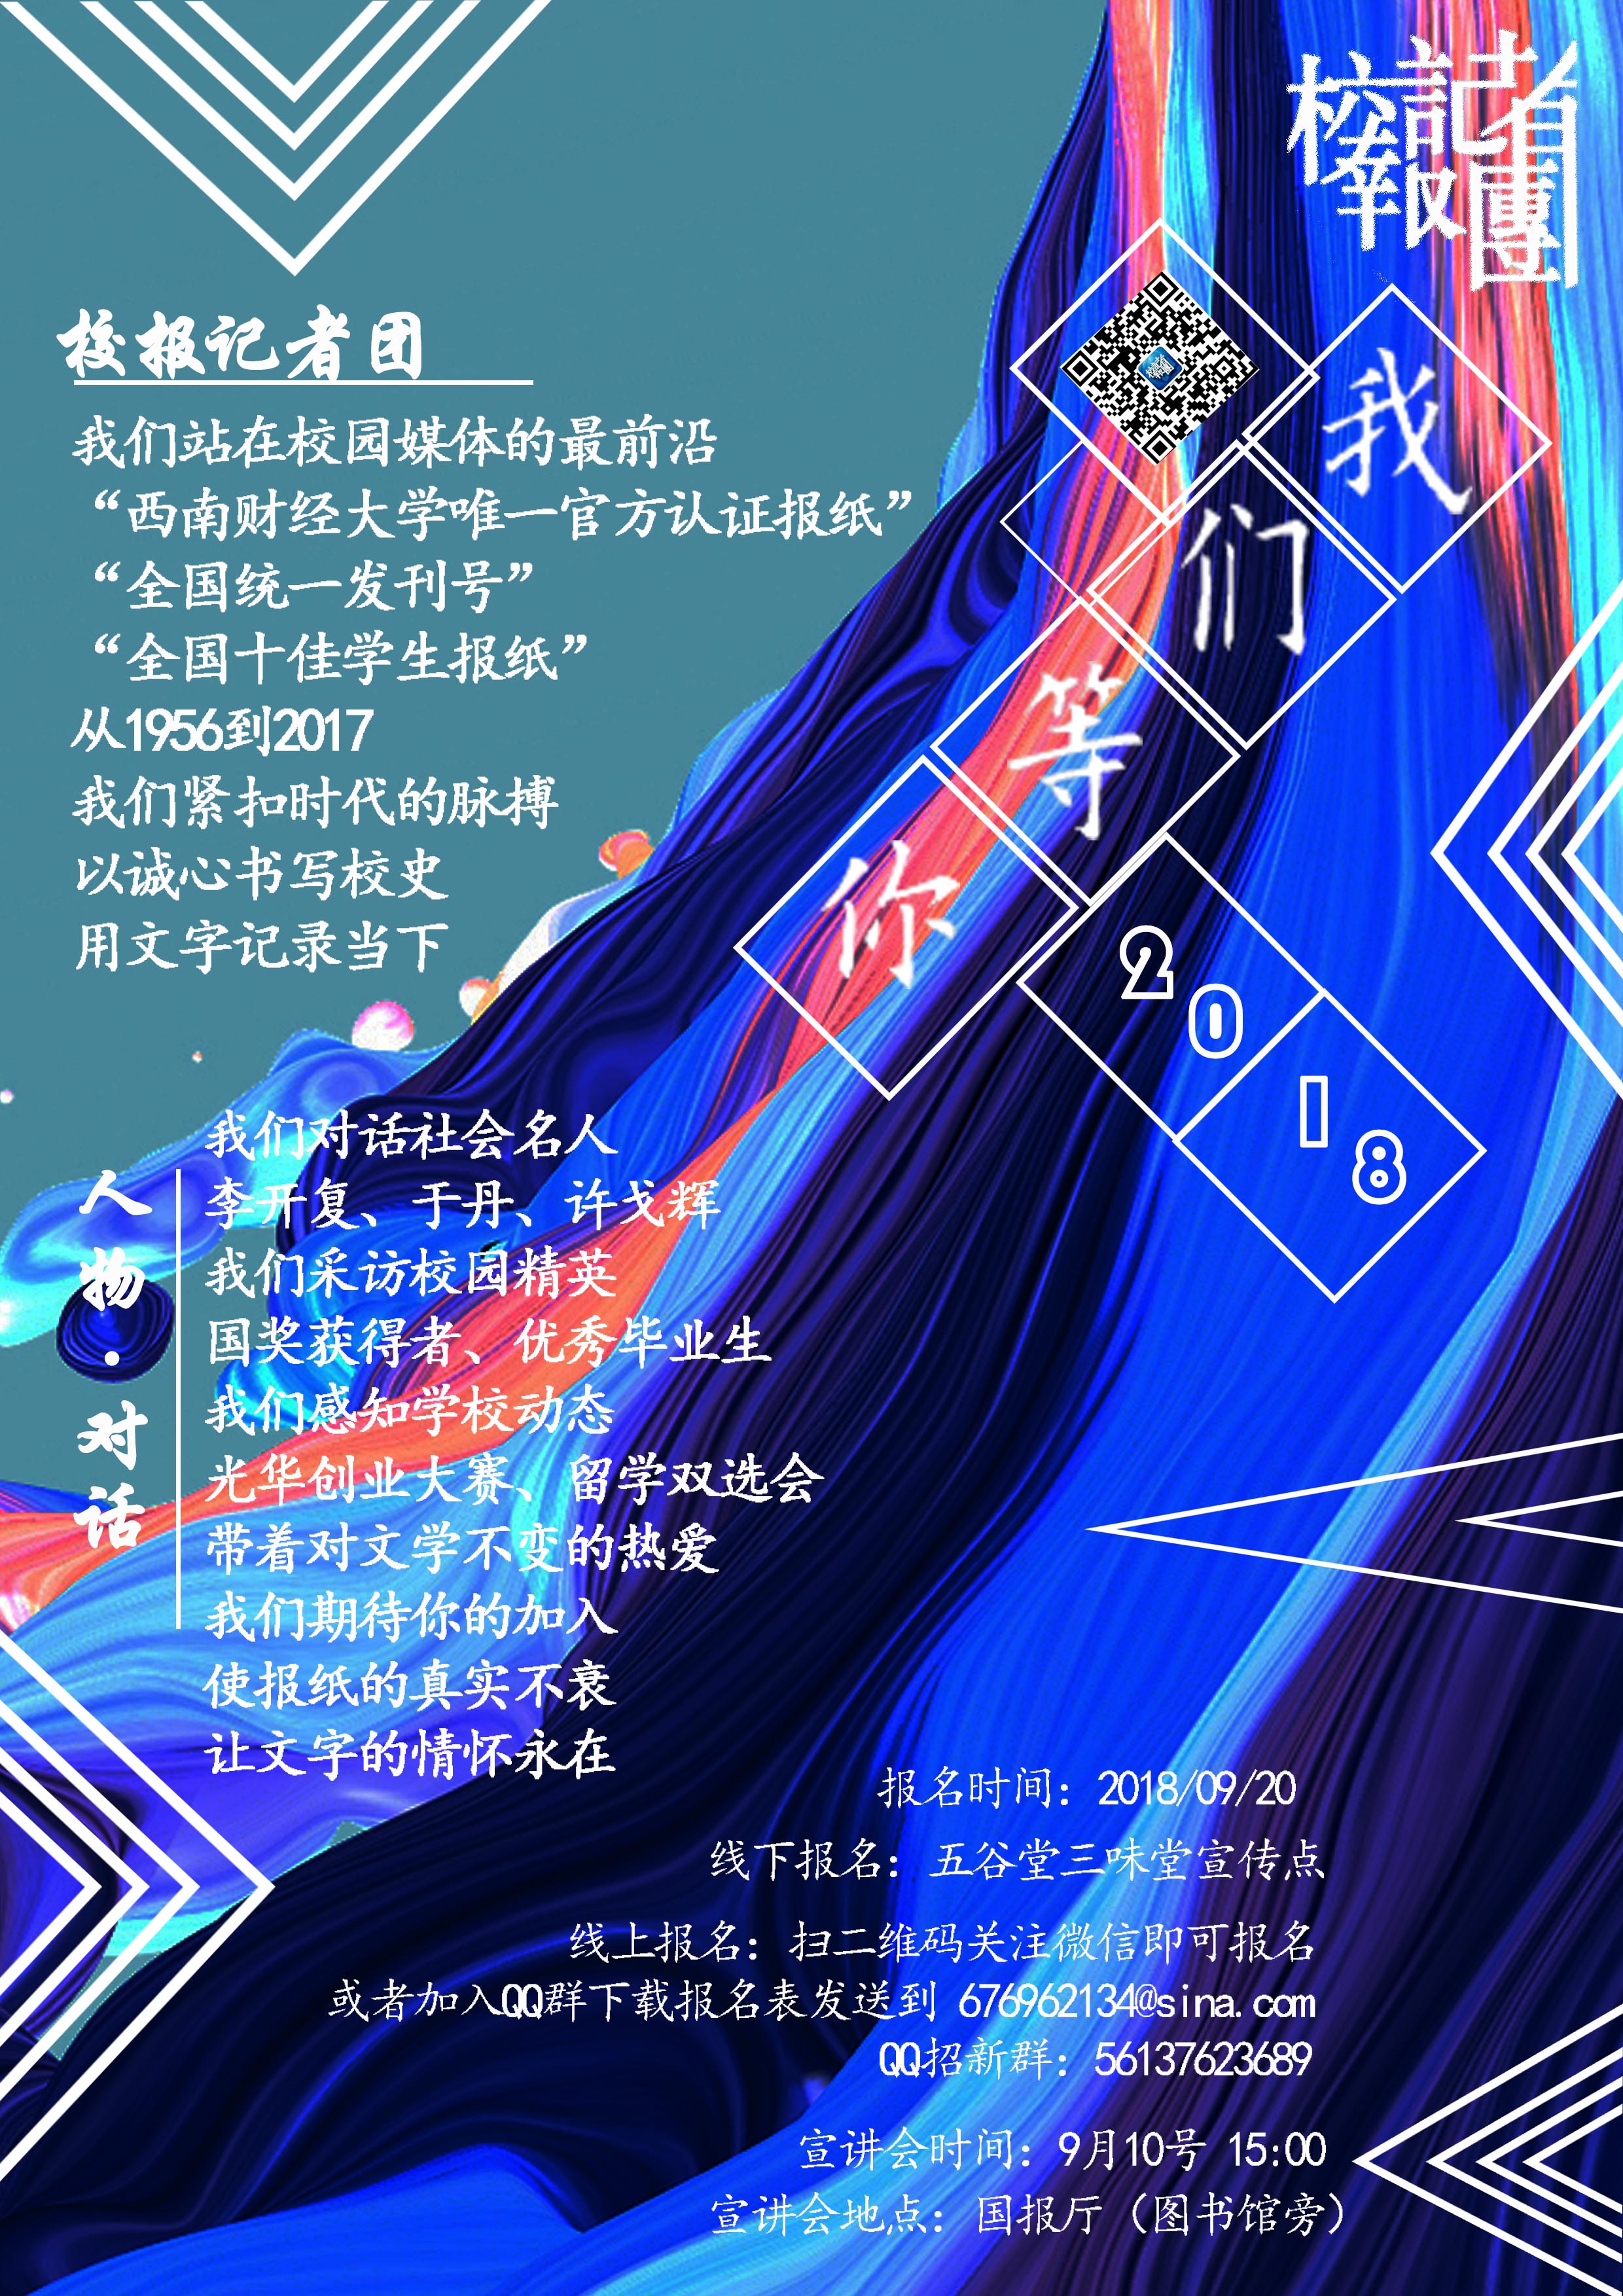 校報記者團
校报记者团
我们站在校园媒体的最前沿
“西南财经大学唯一官方认证报纸”
“全国统一发刊号”
“全国十佳学生报纸”
从1956到2017
我们紧扣时代的脉搏
以诚心书写校史
用文字记录当下
我
们
等
你
2018
人物·对话
我们对话社会名人
李开复、于丹、许戈辉
我们采访校园精英
国奖获得者、优秀毕业生
我们感知学校动态
光华创业大赛、留学双选会
带着对文学不变的热爱
我们期待你的加入
使报纸的真实不衰
让文字的情怀永在
报名时间：2018/09/20
线下报名：五谷堂三味堂宣传点
线上报名：扫二维码关注微信即可报名
或者加入QQ群下载报名表发送到 676962134@sina.com
QQ招新群：56137623689
宣讲会时间：9月10号 15:00
宣讲会地点：国报厅（图书馆旁）